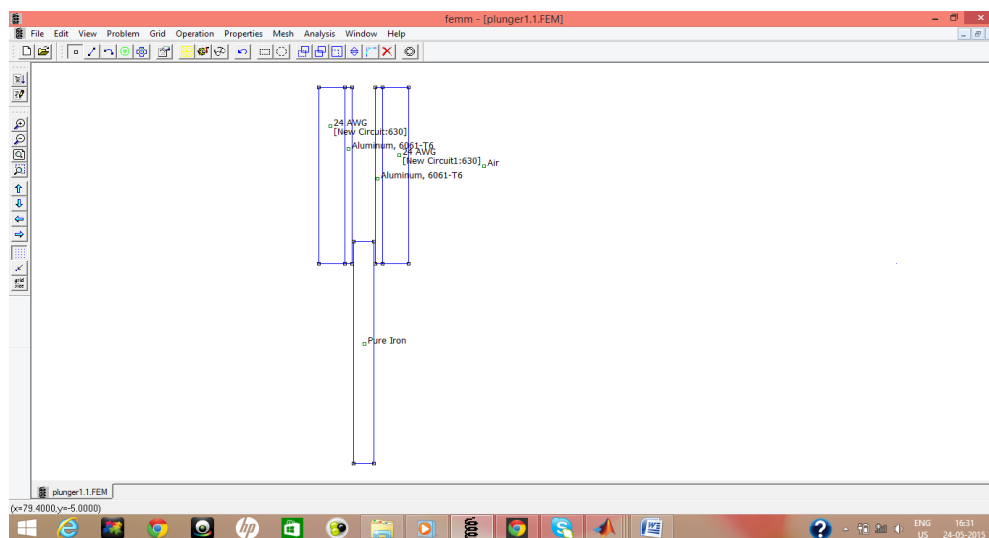 femm - [plunger1.1.FEM]
File Edit View Problem Grid Operation Properties Mesh Analysis Window Help
24 AWG
[New Circuit:630]
Aluminum, 6061-T6
24 AWG
[New Circuit1:630]
Air
Aluminum, 6061-T6
Pure Iron
plunger1.1.FEM
(x=79.4000,y=-5.0000)
ENG 16:31
US 24-05-2015